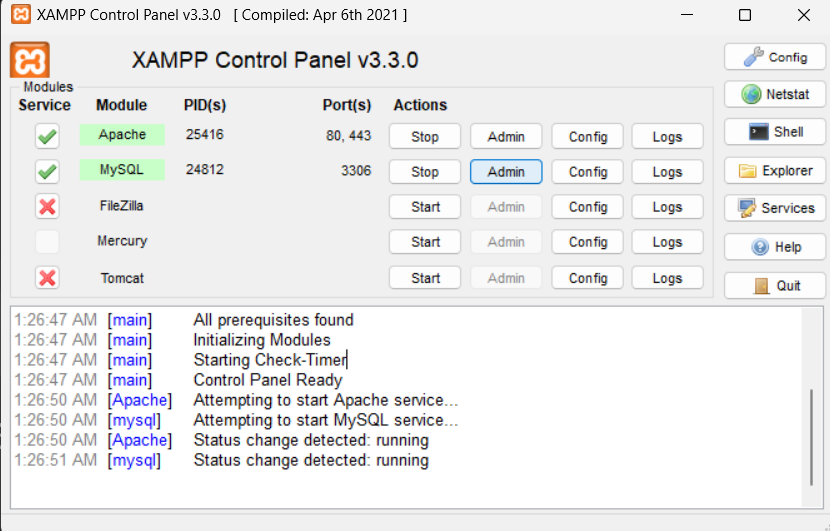 XAMPP Control Panel v3.3.0 [ Compiled: Apr 6th 2021 ]
XAMPP Control Panel v3.3.0
Config
Modules
Service Module PID(s) Port(s) Actions
Netstat
Apache 25416 80, 443 Stop Admin Config Logs
Shell
MySQL 24812 3306 Stop Admin Config Logs
Explorer
FileZilla Start Admin Config Logs
Services
Mercury Start Admin Config Logs
Help
Tomcat Start Admin Config Logs
Quit
1:26:47 AM [main] All prerequisites found
1:26:47 AM [main] Initializing Modules
1:26:47 AM [main] Starting Check-Timer
1:26:47 AM [main] Control Panel Ready
1:26:50 AM [Apache] Attempting to start Apache service...
1:26:50 AM [mysql] Attempting to start MySQL service...
1:26:50 AM [Apache] Status change detected: running
1:26:51 AM [mysql] Status change detected: running